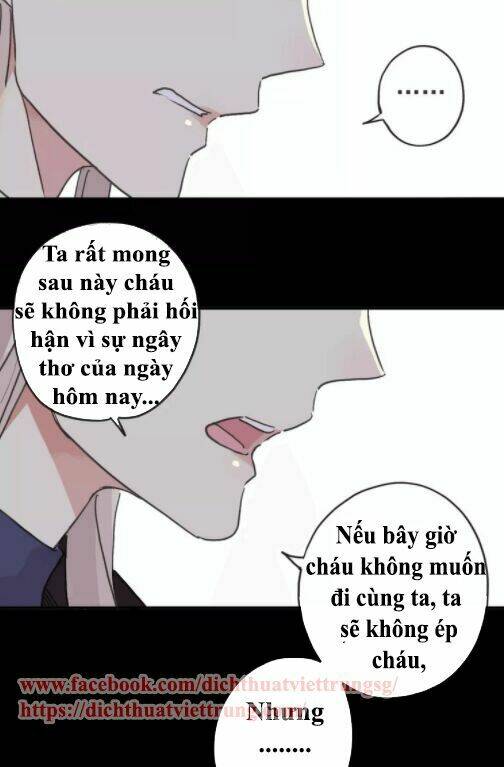 ......
Ta rất mong
sau này cháu
sẽ không phải hối
hận vì sự ngây
thơ của ngày
hôm nay...
Nếu bây giờ
cháu không muốn
đi cùng ta, ta
sẽ không ép
cháu,
www.facebook.com/dichthuatviettrungsg/
https://dichthuatviettrung
Nhưng
........